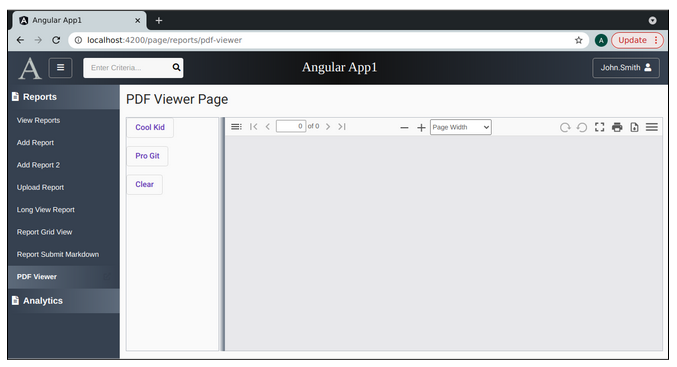 Angular App1
localhost:4200/page/reports/pdf-viewer
A
Update
A
Enter Criteria...
Angular App1
John.Smith
Reports
View Reports
Add Report
Add Report 2
Upload Report
Long View Report
Report Grid View
Report Submit Markdown
PDF Viewer
Analytics
PDF Viewer Page
Cool Kid
Pro Git
Clear
0 of 0
Page Width